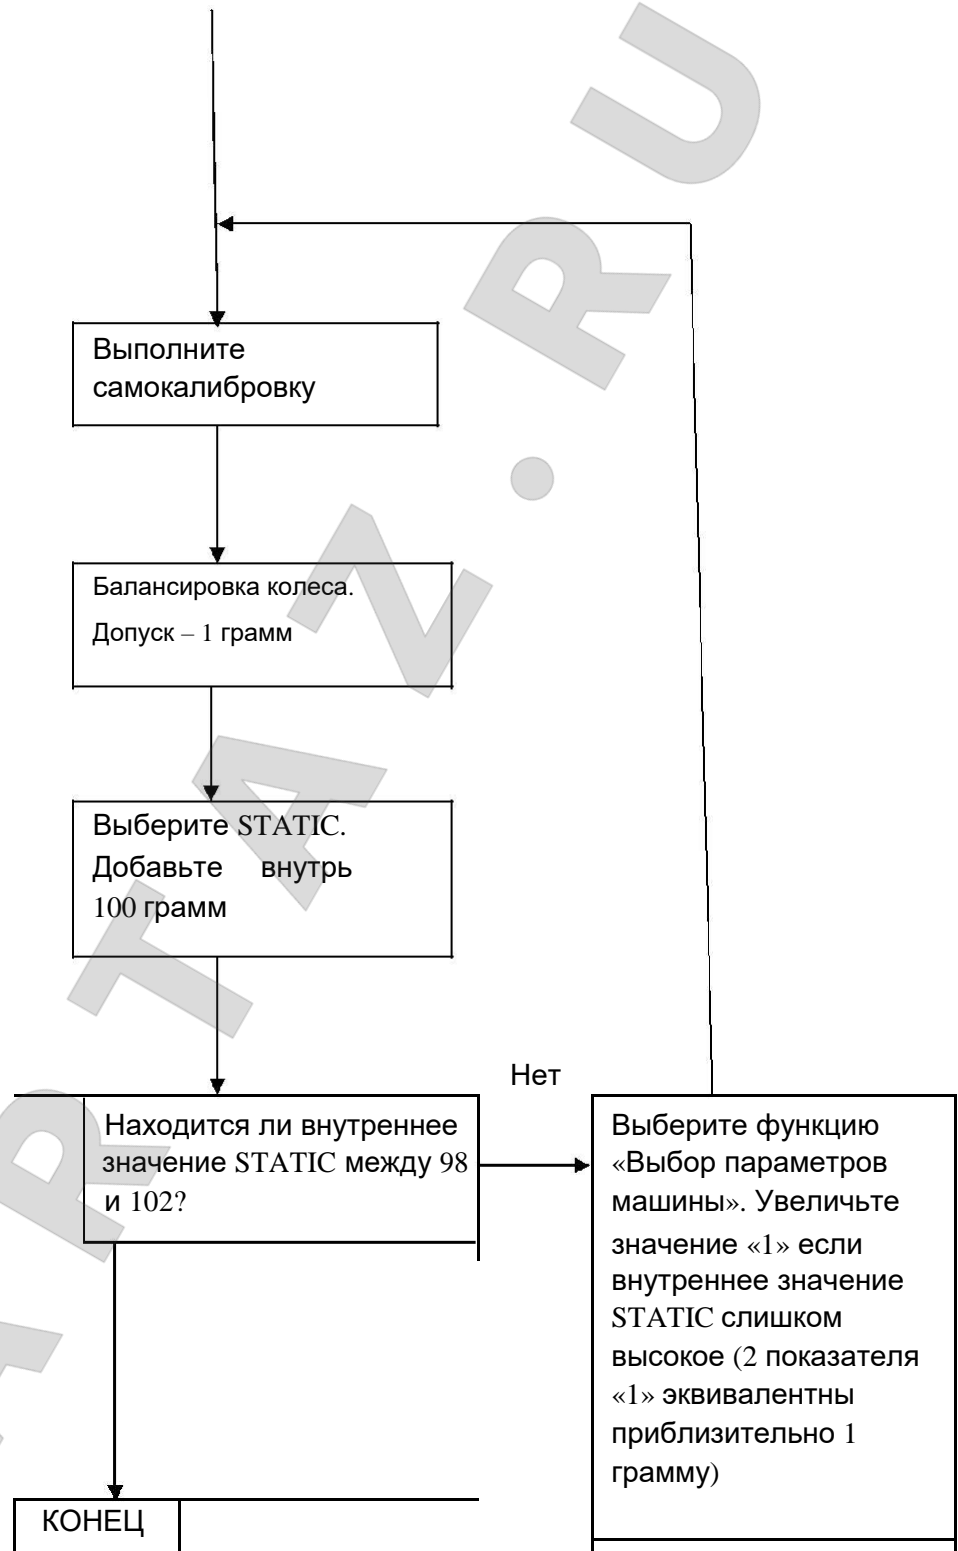 Выполните
самокалибровку
Балансировка колеса.
Допуск – 1 грамм
Выберите STATIC.
Добавьте внутрь
100 грамм
Нет
Находится ли внутреннее
значение STATIC между 98
и 102?
Выберите функцию
«Выбор параметров
машины». Увеличьте
значение «1» если
внутреннее значение
STATIC слишком
высокое (2 показателя
«1» эквивалентны
приблизительно 1
грамму)
КОНЕЦ
ARTAZ.RU